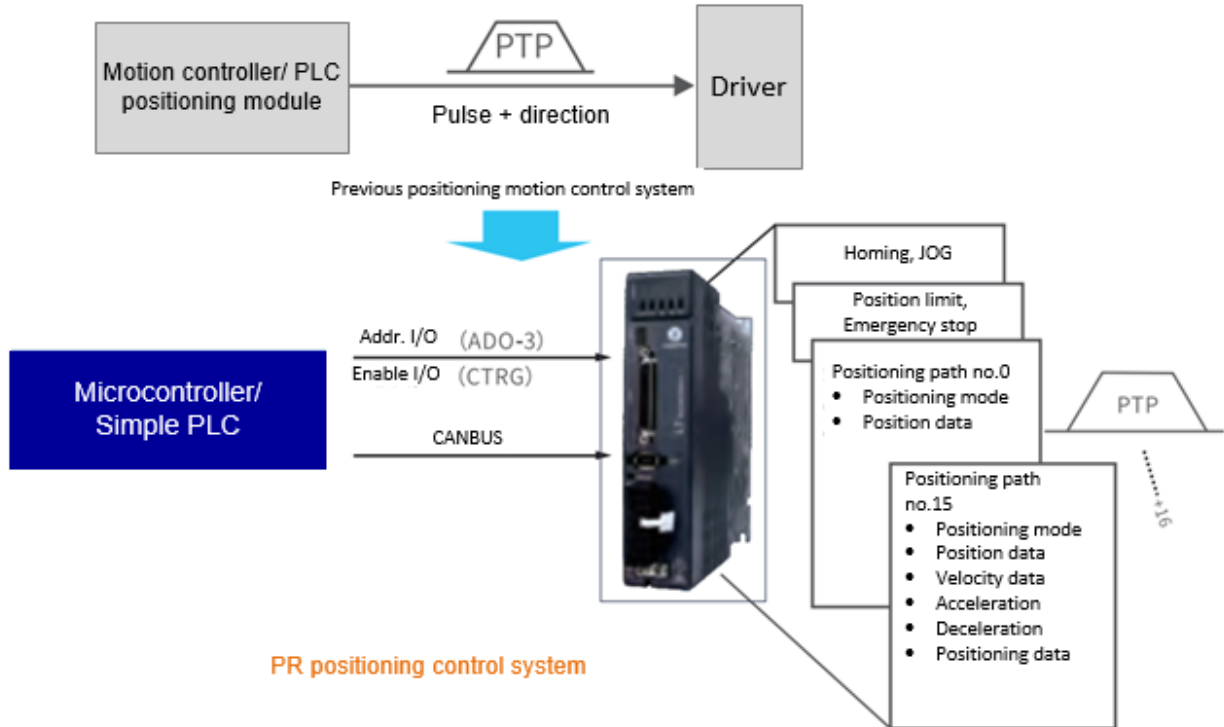 Motion controller/ PLC
positioning module
PTP
Pulse + direction
Driver
Previous positioning motion control system
Homing, JOG
Position limit,
Emergency stop
Addr. I/O (ADO-3)
Enable I/O (CTRG)
Microcontroller/
Simple PLC
CANBUS
Positioning path no.0
• Positioning mode
• Position data
PTP
+16
Positioning path
no.15
• Positioning mode
• Position data
• Velocity data
• Acceleration
• Deceleration
• Positioning data
PR positioning control system